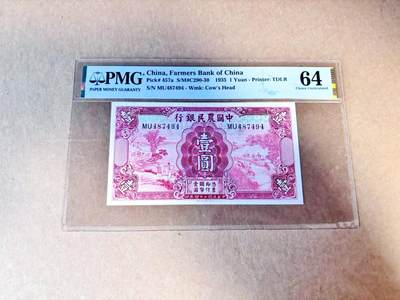 PMG
PAPER MONEY GUARANTY
China, Farmers Bank of China
Pick# 457a S/M#C290-30 1935 1 Yuan - Printer: TDLR
S/N MU487494 - Wmk: Cow's Head
64
Choice Uncirculated
行銀民農國中
MU487494 MU487494
壹
圓